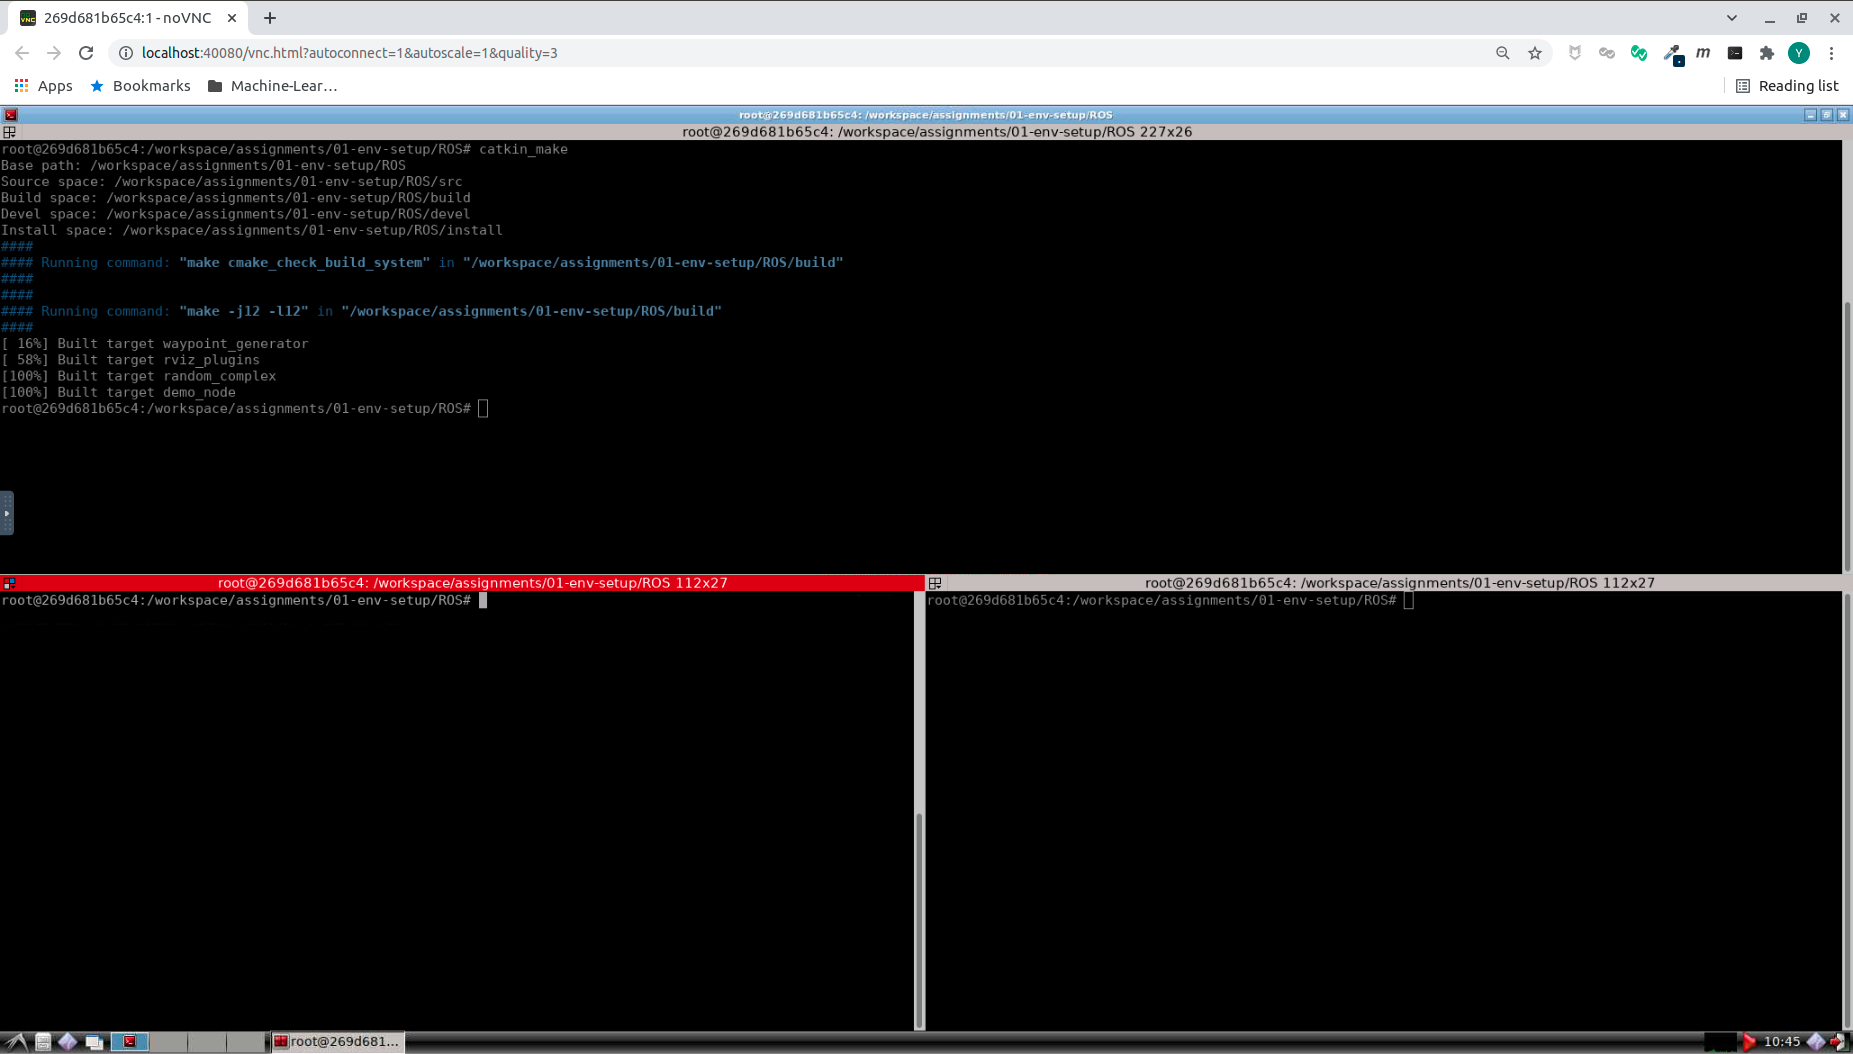 269d681b65c4:1 - noVNC
localhost:40080/vnc.html?autoconnect=1&autoscale=1&quality=3
m
Y
Apps
Bookmarks
Machine-Lear…
Reading list
root@269d681b65c4: /workspace/assignments/01-env-setup/ROS
root@269d681b65c4: /workspace/assignments/01-env-setup/ROS 227x26
root@269d681b65c4:/workspace/assignments/01-env-setup/ROS# catkin_make
Base path: /workspace/assignments/01-env-setup/ROS
Source space: /workspace/assignments/01-env-setup/ROS/src
Build space: /workspace/assignments/01-env-setup/ROS/build
Devel space: /workspace/assignments/01-env-setup/ROS/devel
Install space: /workspace/assignments/01-env-setup/ROS/install
####
#### Running command: "make cmake_check_build_system" in "/workspace/assignments/01-env-setup/ROS/build"
####
####
#### Running command: "make -j12 -l12" in "/workspace/assignments/01-env-setup/ROS/build"
####
[ 16%] Built target waypoint_generator
[ 58%] Built target rviz_plugins
[100%] Built target random_complex
[100%] Built target demo_node
root@269d681b65c4:/workspace/assignments/01-env-setup/ROS#
root@269d681b65c4: /workspace/assignments/01-env-setup/ROS 112x27
root@269d681b65c4:/workspace/assignments/01-env-setup/ROS#
root@269d681b65c4: /workspace/assignments/01-env-setup/ROS 112x27
root@269d681b65c4:/workspace/assignments/01-env-setup/ROS#
root@269d681...
10:45